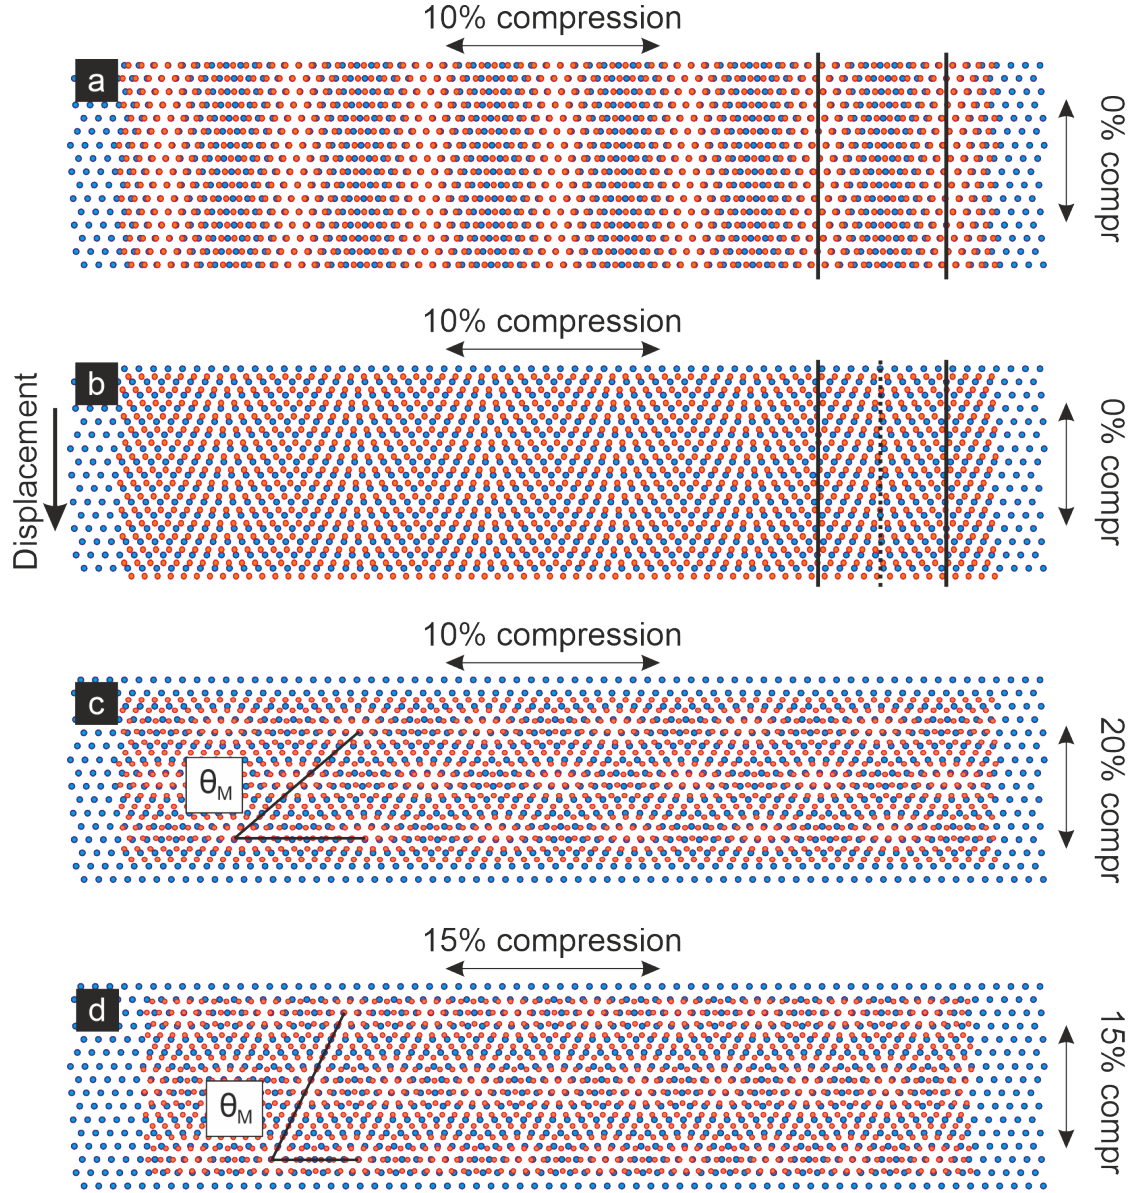 10% compression
a
0% compr
10% compression
b
Displacement
0% compr
10% compression
c
θM
20% compr
15% compression
d
θM
15% compr